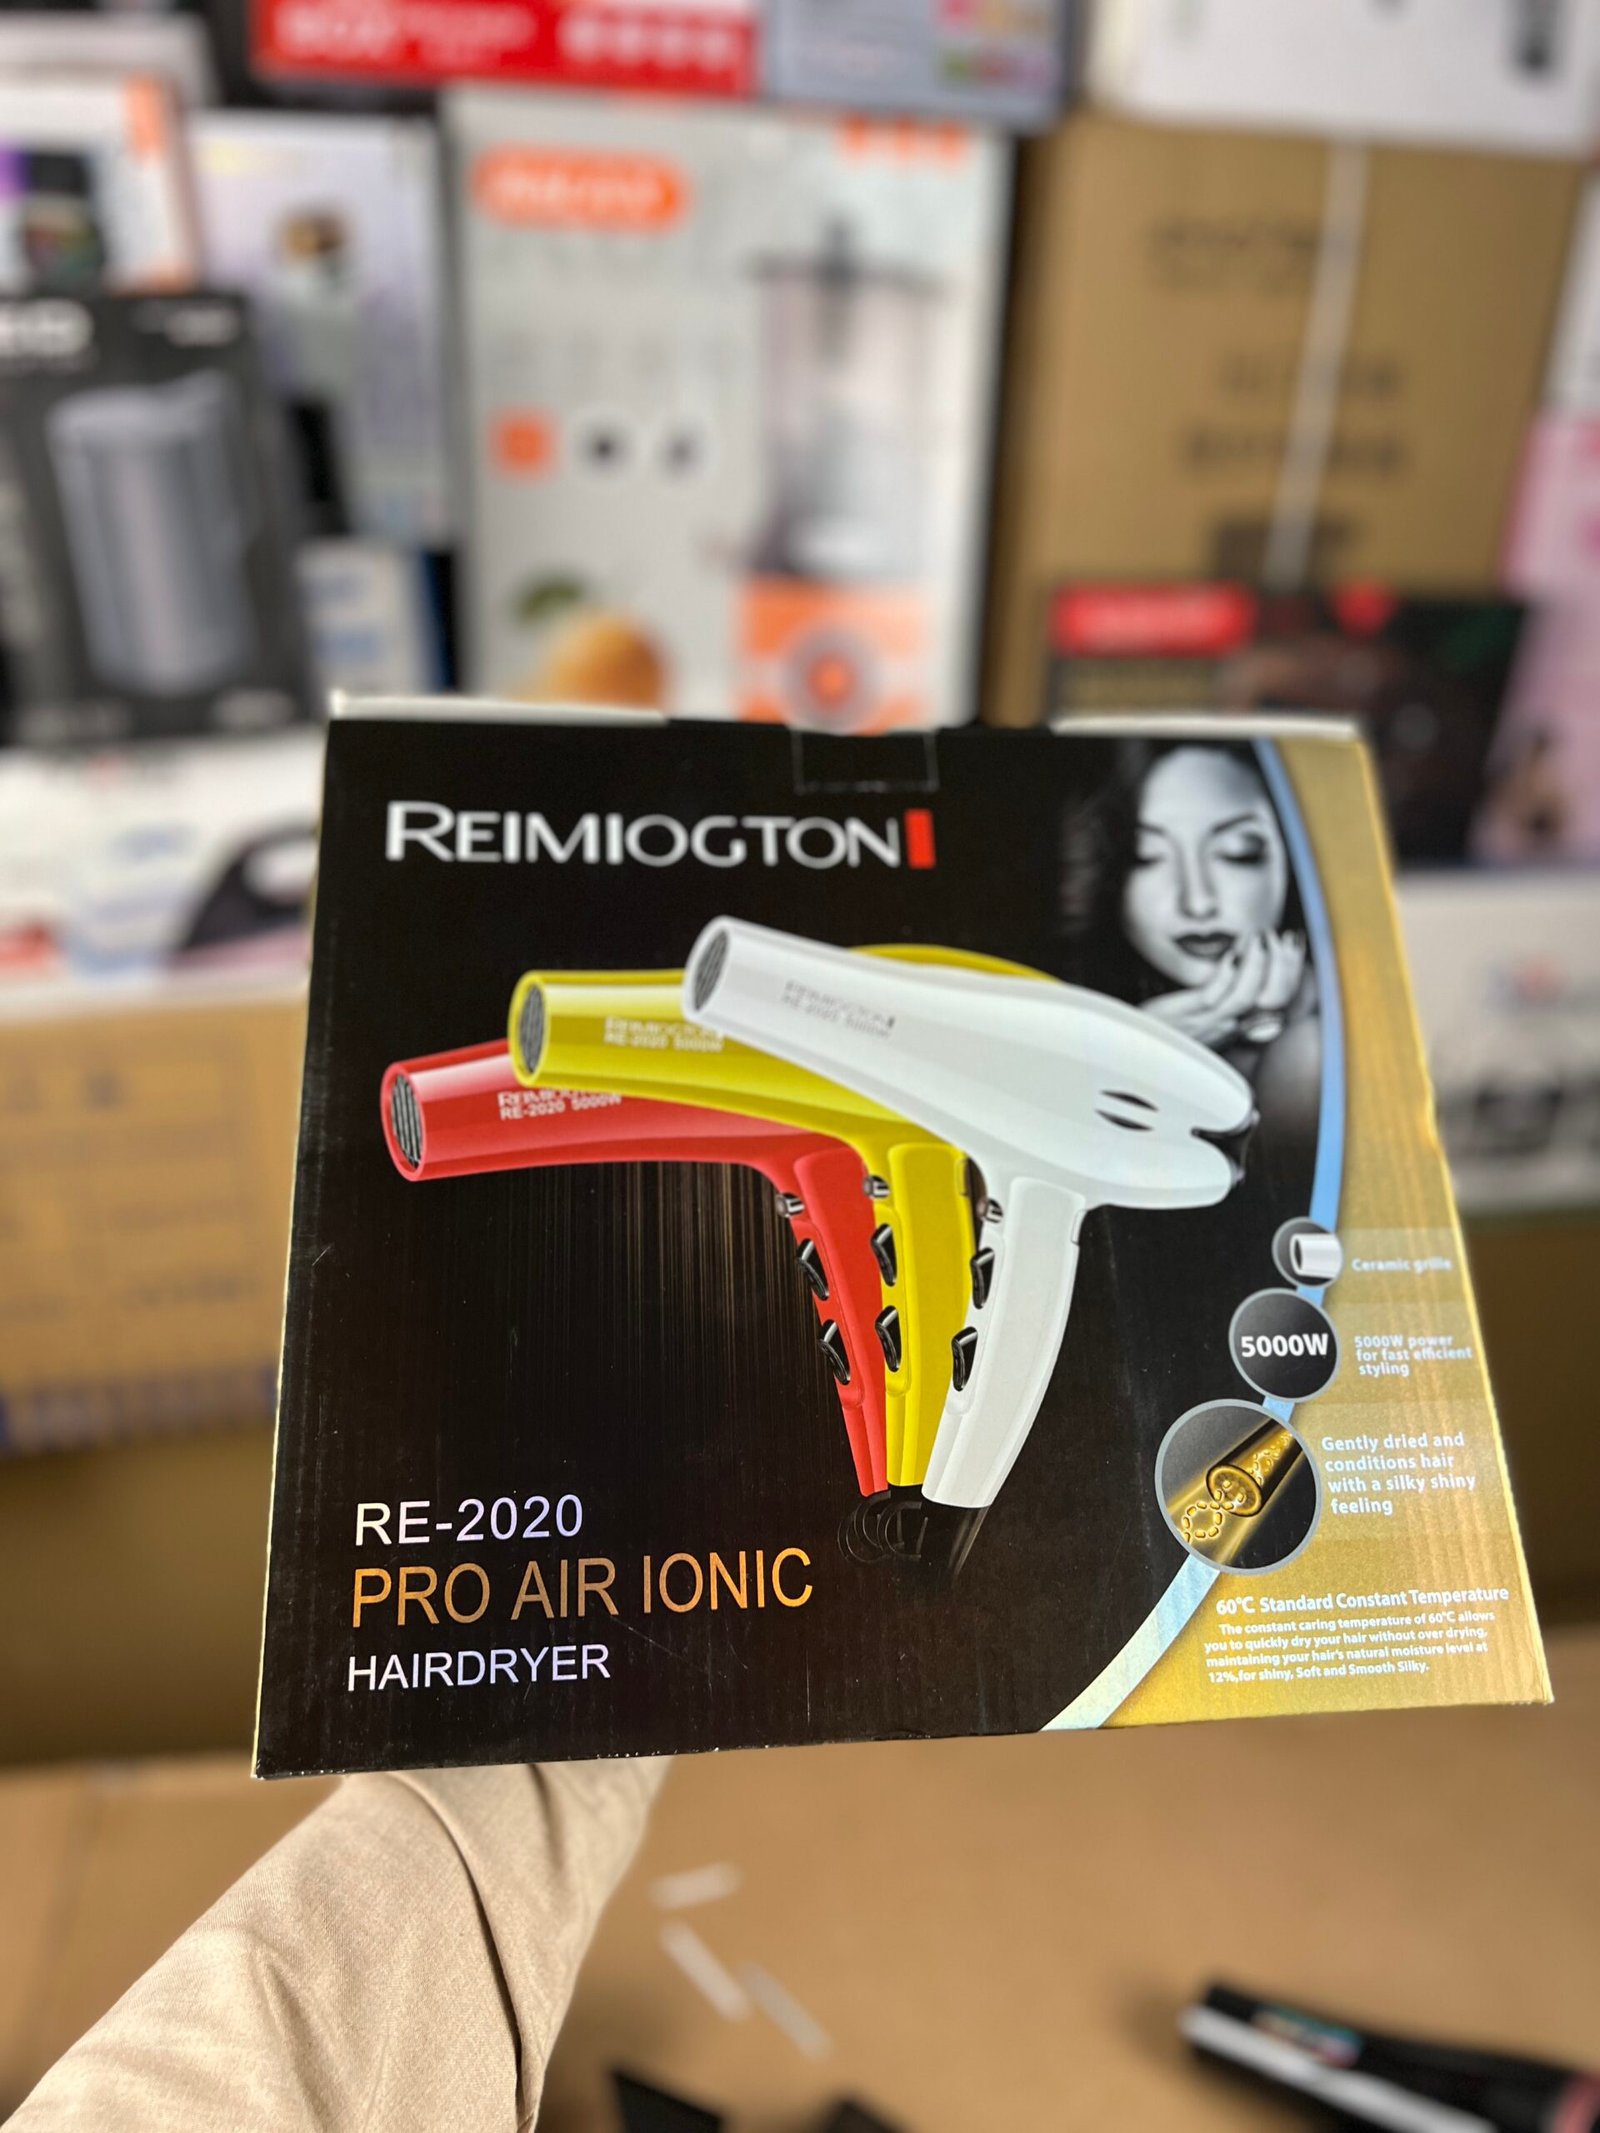 REIMIOGTON
REIMIOGTON
RE-2020 5000W
REIMIOGTON
RE-2020 5000W
RE-2020 5000W
Ceramic grille
5000W
5000W power
for fast efficient
styling
Gently dried and
conditions hair
with a silky shiny
feeling
RE-2020
PRO AIR IONIC
HAIRDRYER
60℃ Standard Constant Temperature
The constant caring temperature of 60℃ allows
you to quickly dry your hair without over drying,
maintaining your hair's natural moisture level at
12%,for shiny, Soft and Smooth Silky.